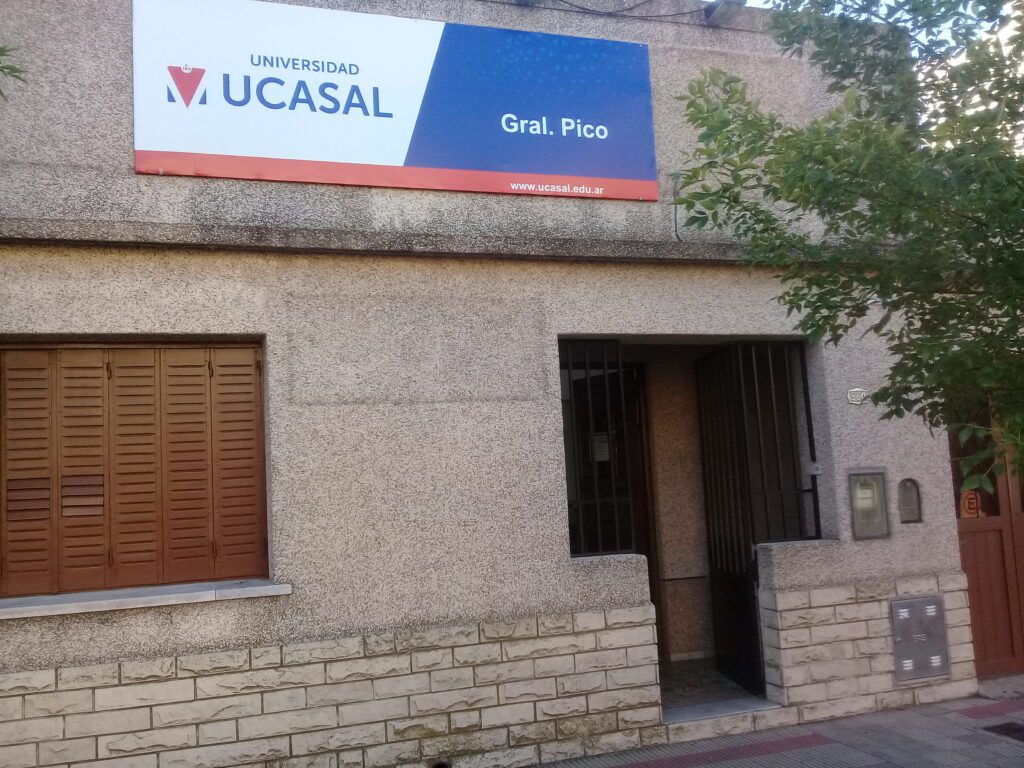 UNIVERSIDAD
UCASAL
Gral. Pico
www.ucasal.edu.ar
E